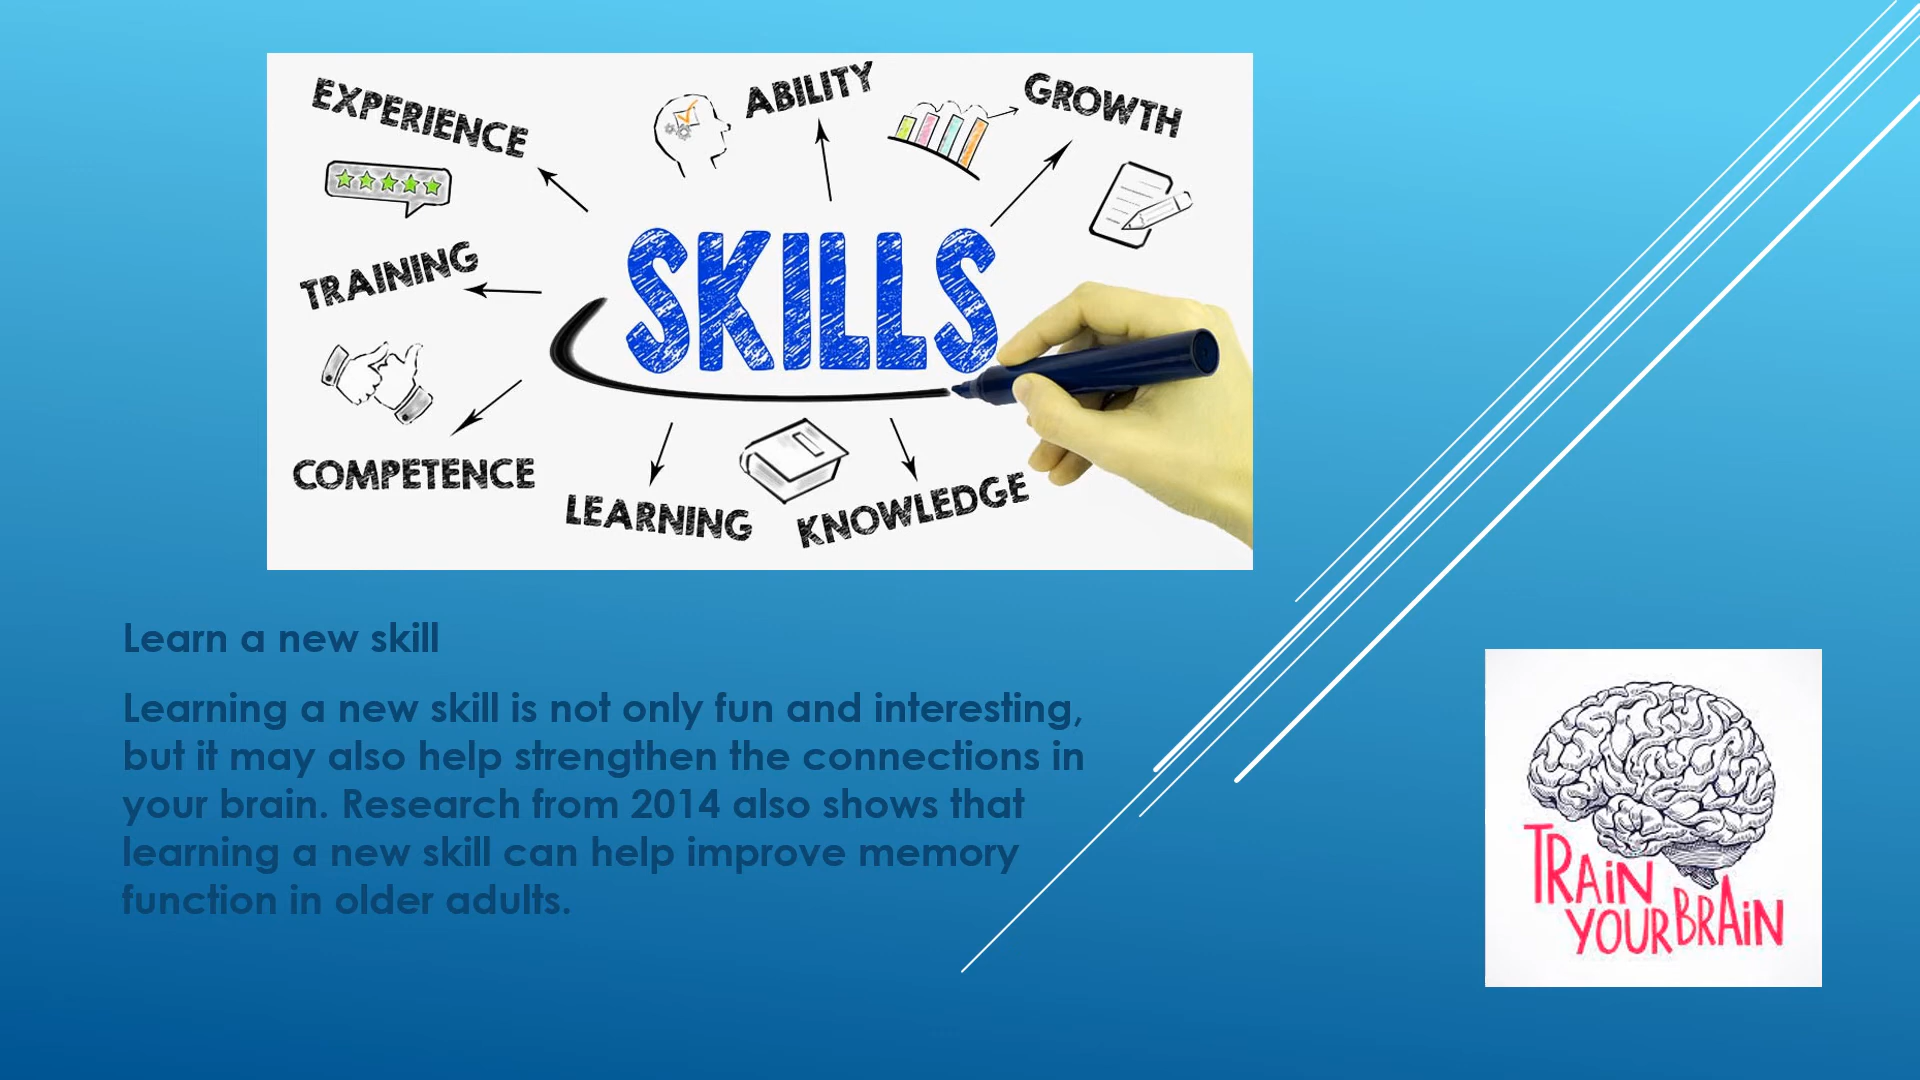 EXPERIENCE
ABILITY
GROWTH
TRAINING
SKILLS
COMPETENCE
LEARNING
KNOWLEDGE
Learn a new skill
Learning a new skill is not only fun and interesting,
but it may also help strengthen the connections in
your brain. Research from 2014 also shows that
learning a new skill can help improve memory
function in older adults.
TRAiN
YOUR BRAiN